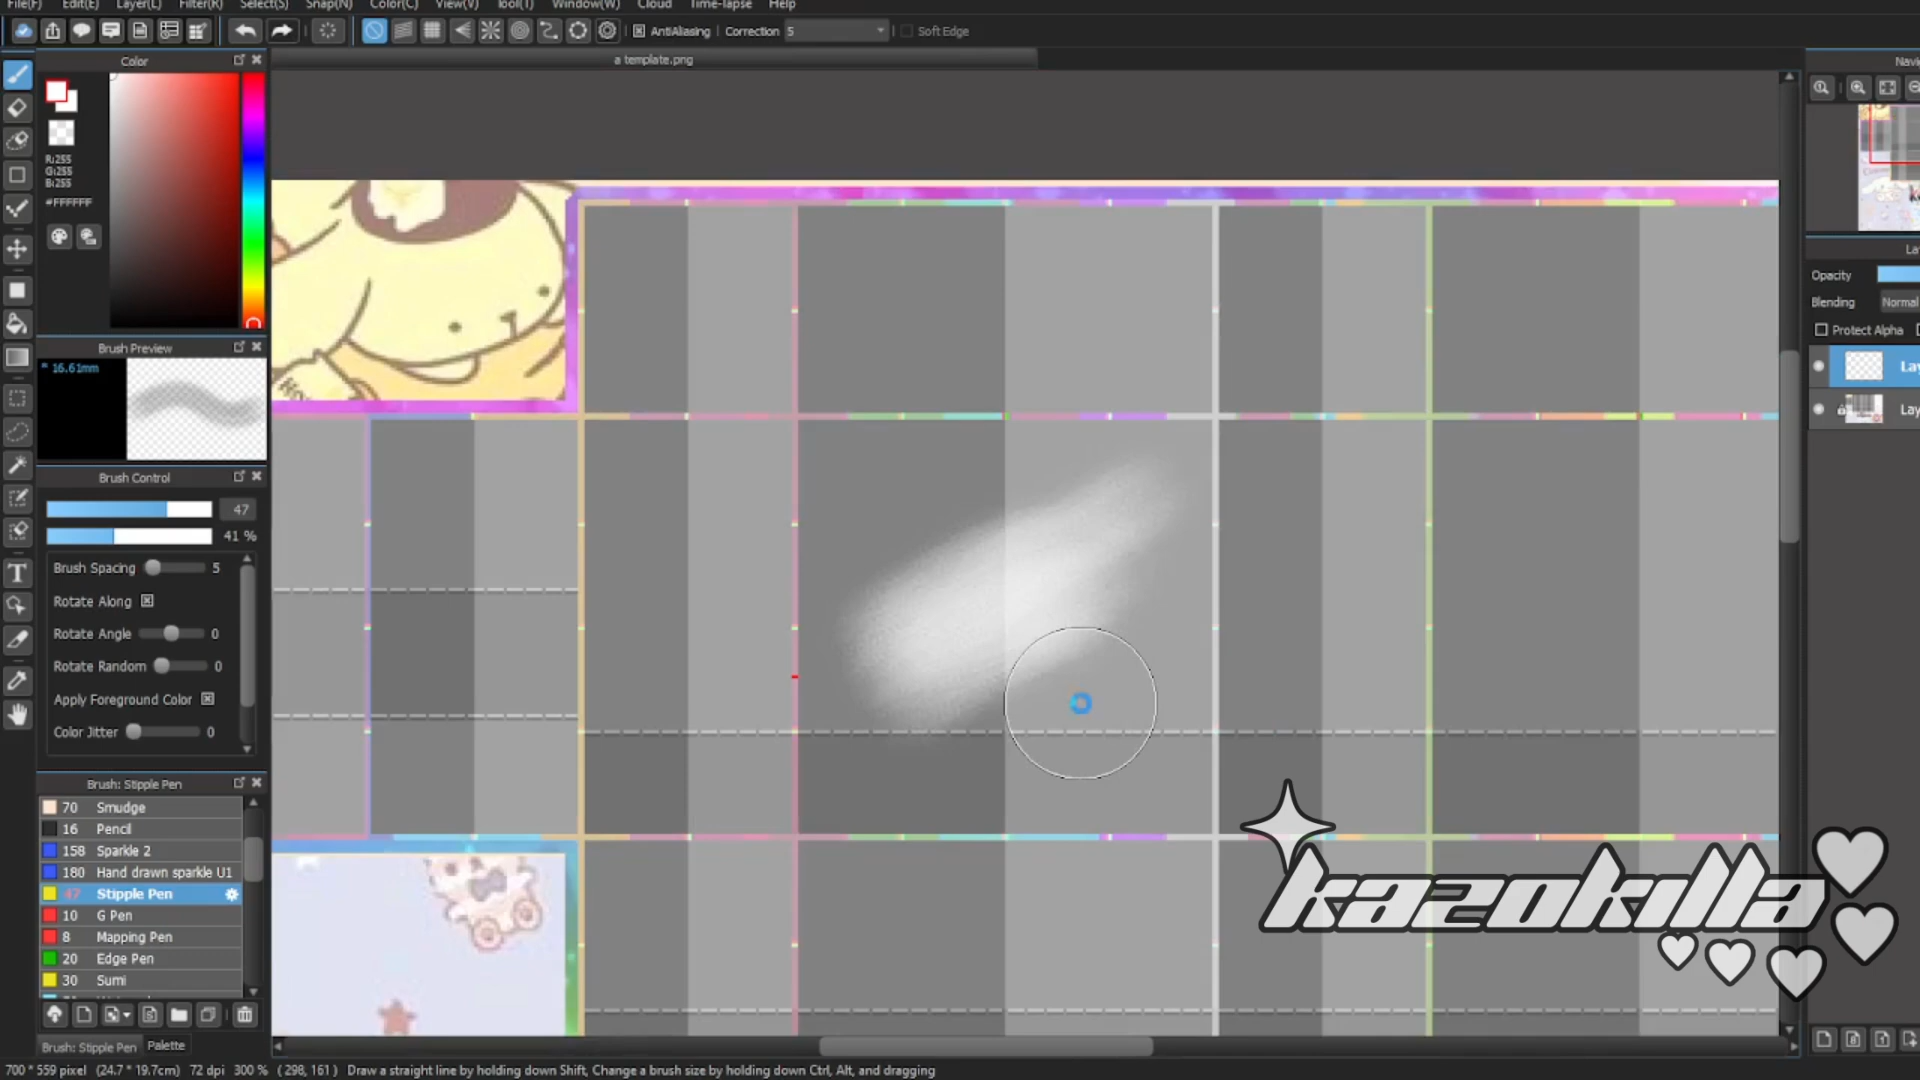 File(F) Edit(E) Layer(L) Filter(R) Select(S) Snap(N) Color(C) View(V) Tool(T) Window(W) Cloud Time-lapse Help
AntiAliasing Correction 5 Soft Edge
Color
a template.png
R:255
G:255
B:255
#FFFFFF
Brush Preview
* 16.61mm
Brush Control
47
41 %
Brush Spacing 5
Rotate Along
Rotate Angle 0
Rotate Random 0
Apply Foreground Color
Color Jitter 0
Brush: Stipple Pen
70 Smudge
16 Pencil
158 Sparkle 2
180 Hand drawn sparkle U1
47 Stipple Pen
10 G Pen
8 Mapping Pen
20 Edge Pen
30 Sumi
Brush: Stipple Pen Palette
700 * 559 pixel (24.7 * 19.7cm) 72 dpi 300 % ( 298, 161 ) Draw a straight line by holding down Shift, Change a brush size by holding down Ctrl, Alt, and dragging
Navi
La
Opacity
Blending Normal
Protect Alpha
Lay
Lay
kazokilla